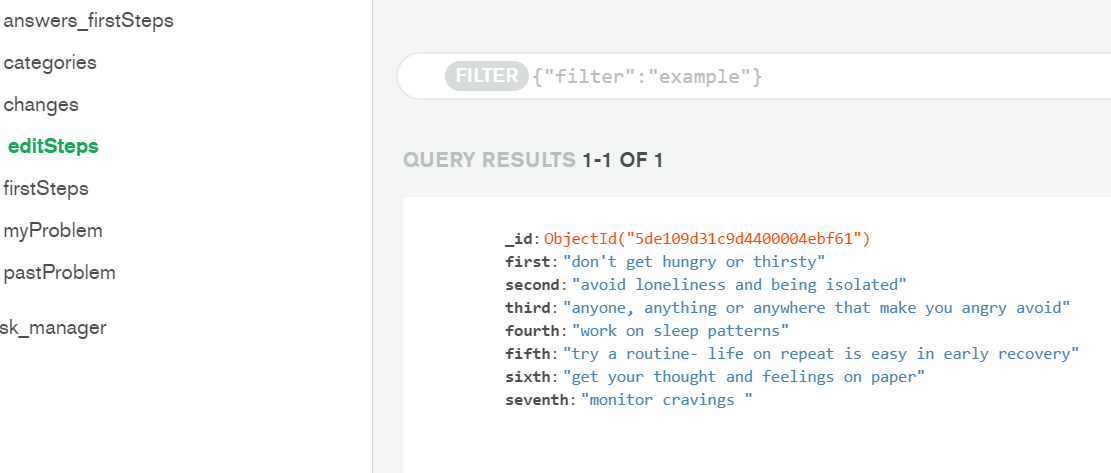 answers_firstSteps
categories
changes
editSteps
firstSteps
myProblem
pastProblem
sk_manager
FILTER {"filter":"example"}
QUERY RESULTS 1-1 OF 1
_id: ObjectId("5de109d31c9d4400004ebf61")
first: "don't get hungry or thirsty"
second: "avoid loneliness and being isolated"
third: "anyone, anything or anywhere that make you angry avoid"
fourth: "work on sleep patterns"
fifth: "try a routine- life on repeat is easy in early recovery"
sixth: "get your thought and feelings on paper"
seventh: "monitor cravings "